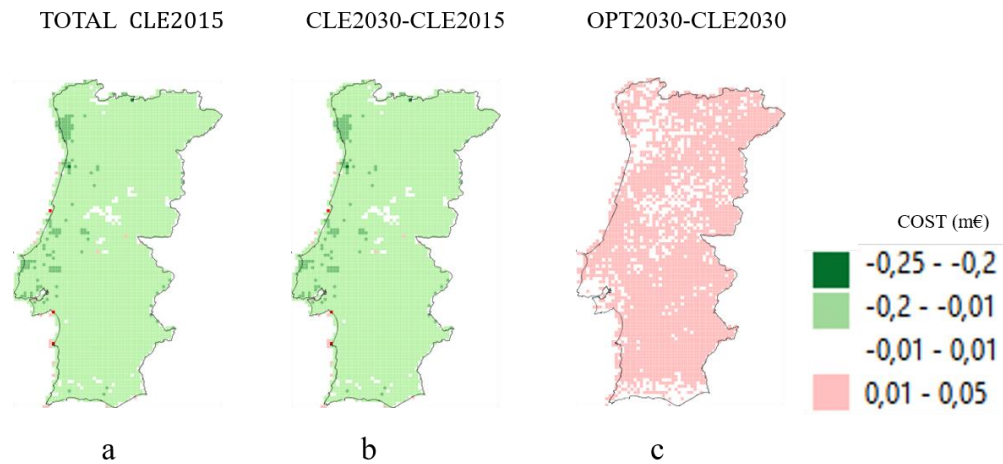 TOTAL CLE2015
CLE2030-CLE2015
OPT2030-CLE2030
COST (m€)
-0,25 - -0,2
-0,2 - -0,01
-0,01 - 0,01
0,01 - 0,05
a
b
c